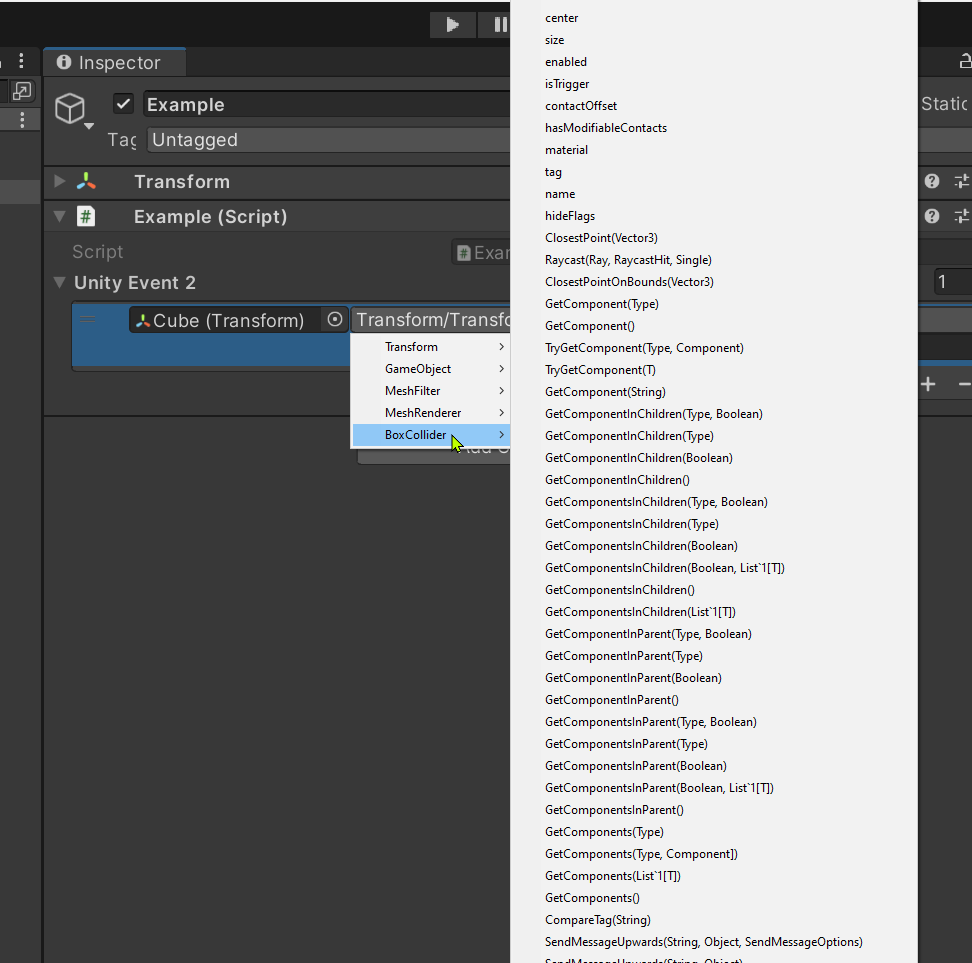 Inspector
Example
Static
Tag
Untagged
Transform
Example (Script)
Script
Exam
Unity Event 2
1
Cube (Transform)
Transform/Transfo
Transform
GameObject
MeshFilter
MeshRenderer
BoxCollider
center
size
enabled
isTrigger
contactOffset
hasModifiableContacts
material
tag
name
hideFlags
ClosestPoint(Vector3)
Raycast(Ray, RaycastHit, Single)
ClosestPointOnBounds(Vector3)
GetComponent(Type)
GetComponent()
TryGetComponent(Type, Component)
TryGetComponent(T)
GetComponent(String)
GetComponentInChildren(Type, Boolean)
GetComponentInChildren(Type)
GetComponentInChildren(Boolean)
GetComponentInChildren()
GetComponentsInChildren(Type, Boolean)
GetComponentsInChildren(Type)
GetComponentsInChildren(Boolean)
GetComponentsInChildren(Boolean, List`1[T])
GetComponentsInChildren()
GetComponentsInChildren(List`1[T])
GetComponentInParent(Type, Boolean)
GetComponentInParent(Type)
GetComponentInParent(Boolean)
GetComponentInParent()
GetComponentsInParent(Type, Boolean)
GetComponentsInParent(Type)
GetComponentsInParent(Boolean)
GetComponentsInParent(Boolean, List`1[T])
GetComponentsInParent()
GetComponents(Type)
GetComponents(Type, Component])
GetComponents(List`1[T])
GetComponents()
CompareTag(String)
SendMessageUpwards(String, Object, SendMessageOptions)
SendMessageUpwards(String, Object)